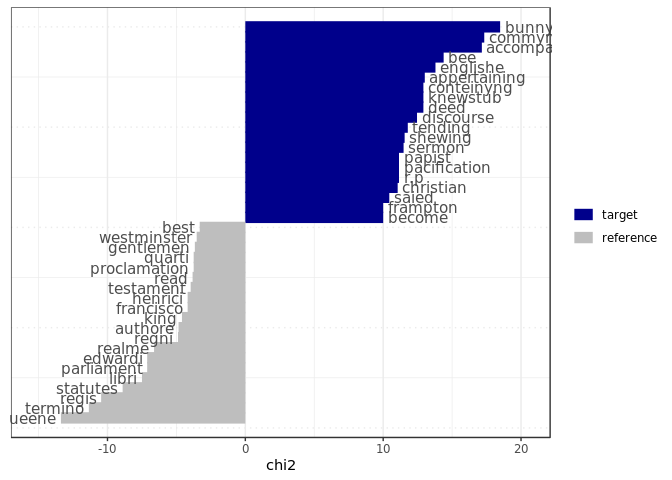 bunny
commyn
accompa
bee
englishe
appertaining
conteinyng
knewstub
deed
discourse
tending
shewing
sermon
papist
pacification
r.p
christian
saied
frampton
become
best
westminster
gentlemen
quarti
proclamation
read
testament
henrici
francisco
king
authore
regni
realme
edwardi
parliament
libri
statutes
regis
termino
ueene
-10 0 10 20
chi2
target
reference